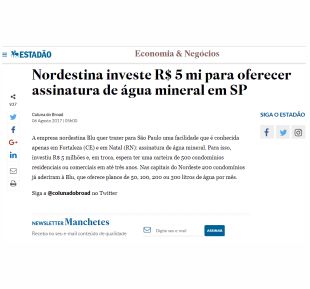 ESTADÃO
Economia & Negócios
Nordestina investe R$ 5 mi para oferecer
assinatura de água mineral em SP
Coluna do Broad
06 Agosto 2017 | 05h00
SIGA O ESTADÃO
A empresa nordestina Blu quer trazer para São Paulo uma facilidade que é conhecida
apenas em Fortaleza (CE) e em Natal (RN): assinatura de água mineral. Para isso,
investiu R$ 5 milhões e, em troca, espera ter uma carteira de 500 condomínios
residenciais ou comerciais em até três anos. Nas capitais do Nordeste 200 condomínios
já aderiram à Blu, que oferece planos de 50, 100, 200 ou 300 litros de água por mês.
Siga a @colunadobroad no Twitter
NEWSLETTER Manchetes
Receba no seu e-mail conteúdo de qualidade
Digite seu e-mail
ASSINAR